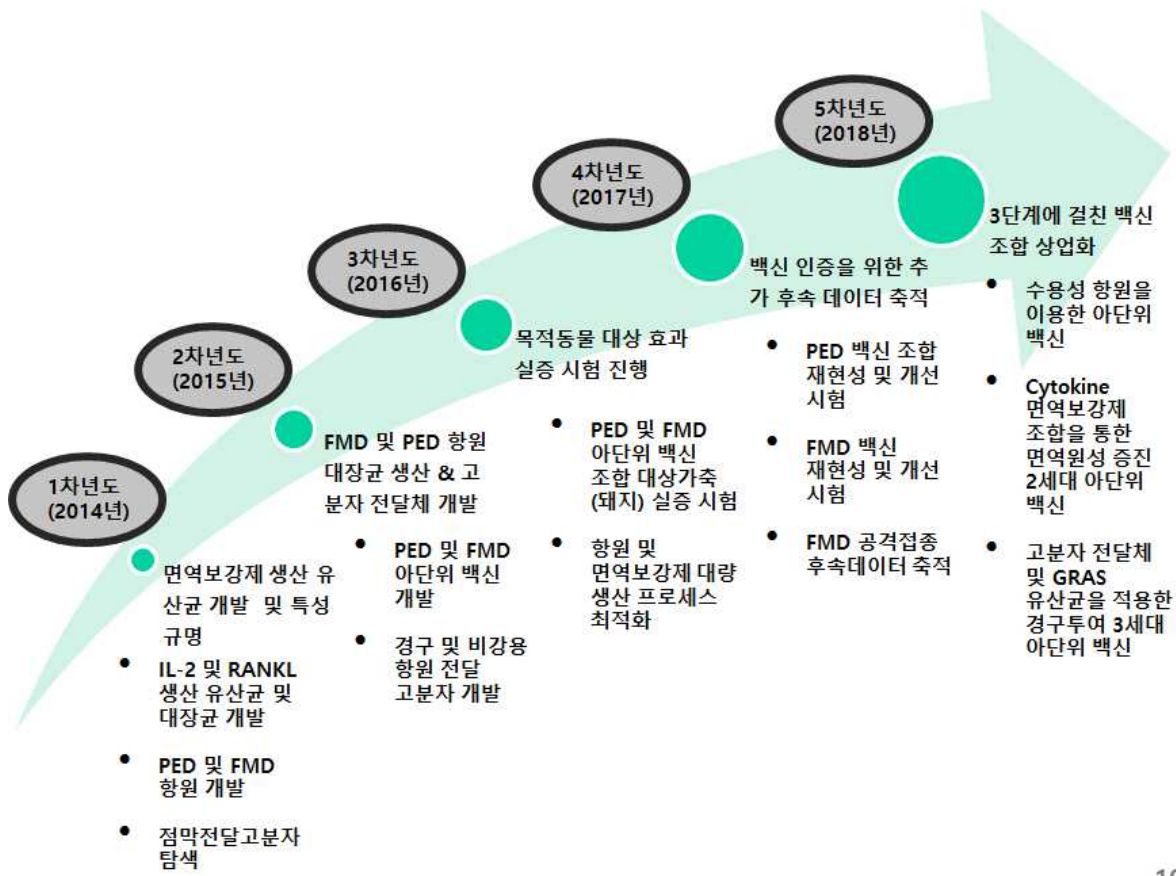 1차년도
(2014년)
면역보강제 생산 유
산균 개발 및 특성
규명
• IL-2 및 RANKL
생산 유산균 및
대장균 개발
• PED 및 FMD
항원 개발
• 점막전달고분자
탐색
2차년도
(2015년)
FMD 및 PED 항원
대장균 생산 & 고
분자 전달체 개발
• PED 및 FMD
아단위 백신
개발
• 경구 및 비강용
항원 전달
고분자 개발
3차년도
(2016년)
목적동물 대상 효과
실증 시험 진행
• PED 및 FMD
아단위 백신
조합 대상가축
(돼지) 실증 시험
• 항원 및
면역보강제 대량
생산 프로세스
최적화
4차년도
(2017년)
백신 인증을 위한 추
가 후속 데이터 축적
• PED 백신 조합
재현성 및 개선
시험
• FMD 백신
재현성 및 개선
시험
• FMD 공격접종
후속데이터 축적
5차년도
(2018년)
3단계에 걸친 백신
조합 상업화
• 수용성 항원을
이용한 아단위
백신
• Cytokine
면역보강제
조합을 통한
면역원성 증진
2세대 아단위
백신
• 고분자 전달체
및 GRAS
유산균을 적용한
경구투여 3세대
아단위 백신